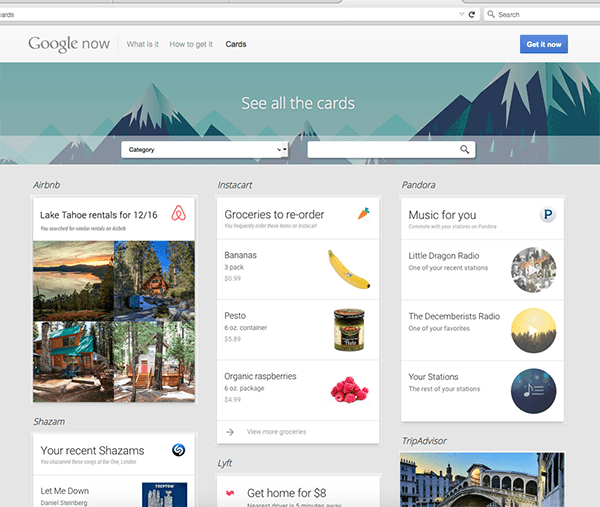 cards
Search
Google now
What is it
How to get it
Cards
Get it now
See all the cards
Category
Airbnb
Lake Tahoe rentals for 12/16
You searched for similar rentals on Airbnb
Shazam
Your recent Shazams
You shazamed these songs at Bar One, London
Let Me Down
Daniel Steinberg
TREPTOW
Instacart
Groceries to re-order
You frequently order these items on Instacart
Bananas
3 pack
$0.99
Pesto
6 oz. container
$5.89
Organic raspberries
6 oz. package
$4.99
View more groceries
Lyft
Get home for $8
Nearest driver is 5 minutes away
Pandora
Music for you
Commute with your stations on Pandora
P
Little Dragon Radio
One of your recent stations
The Decemberists Radio
One of your favorites
Your Stations
The rest of your stations
TripAdvisor